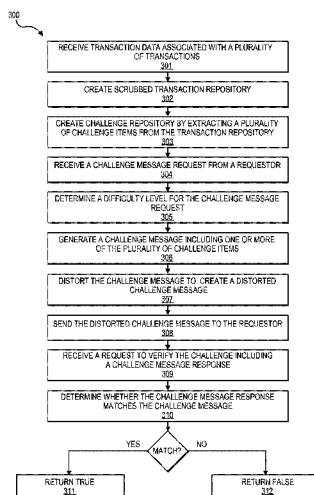 300
RECEIVE TRANSACTION DATA ASSOCIATED WITH A PLURALITY
OF TRANSACTIONS
301
CREATE SCRUBBED TRANSACTION REPOSITORY
302
CREATE CHALLENGE REPOSITORY BY EXTRACTING A PLURALITY
OF CHALLENGE ITEMS FROM THE TRANSACTION REPOSITORY
303
RECEIVE A CHALLENGE MESSAGE REQUEST FROM A REQUESTOR
304
DETERMINE A DIFFICULTY LEVEL FOR THE CHALLENGE MESSAGE
REQUEST
305
GENERATE A CHALLENGE MESSAGE INCLUDING ONE OR MORE
OF THE PLURALITY OF CHALLENGE ITEMS
306
DISTORT THE CHALLENGE MESSAGE TO CREATE A DISTORTED
CHALLENGE MESSAGE
307
SEND THE DISTORTED CHALLENGE MESSAGE TO THE REQUESTOR
308
RECEIVE A REQUEST TO VERIFY THE CHALLENGE INCLUDING
A CHALLENGE MESSAGE RESPONSE
309
DETERMINE WHETHER THE CHALLENGE MESSAGE RESPONSE
MATCHES THE CHALLENGE MESSAGE
310
YES
MATCH?
NO
RETURN TRUE
311
RETURN FALSE
312